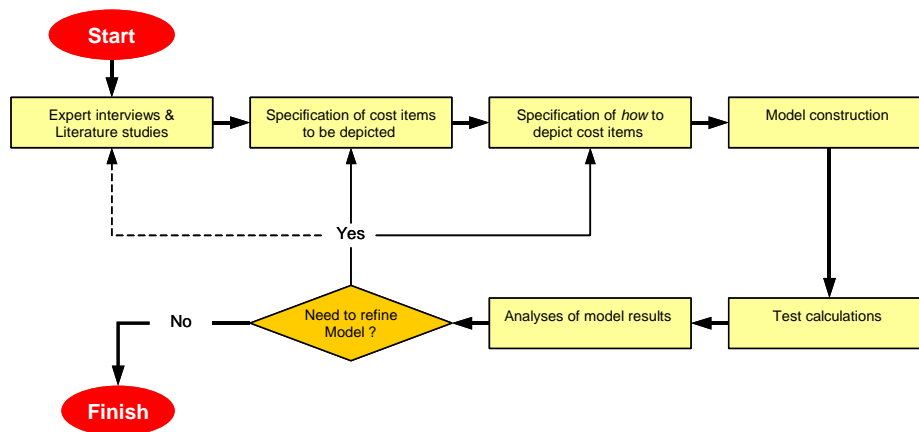 Start
Expert interviews &
Literature studies
Specification of cost items
to be depicted
Specification of how to
depict cost items
Model construction
Yes
Need to refine
Model ?
Analyses of model results
Test calculations
No
Finish